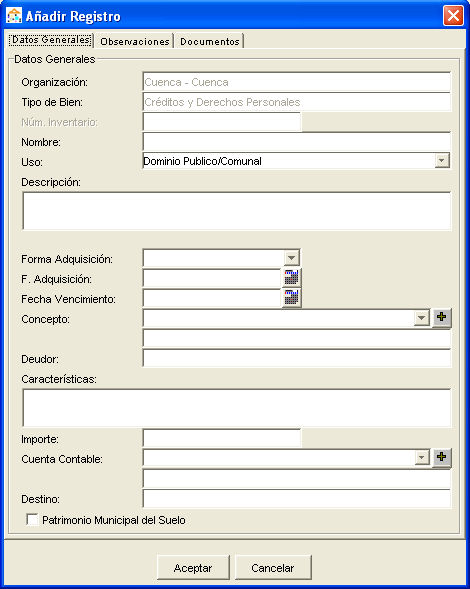 Añadir Registro
Datos Generales Observaciones Documentos
Datos Generales
Organización: Cuenca - Cuenca
Tipo de Bien: Créditos y Derechos Personales
Núm. Inventario:
Nombre:
Uso: Dominio Publico/Comunal
Descripción:
Forma Adquisición:
F. Adquisición:
Fecha Vencimiento:
Concepto:
Deudor:
Características:
Importe:
Cuenta Contable:
Destino:
Patrimonio Municipal del Suelo
Aceptar Cancelar